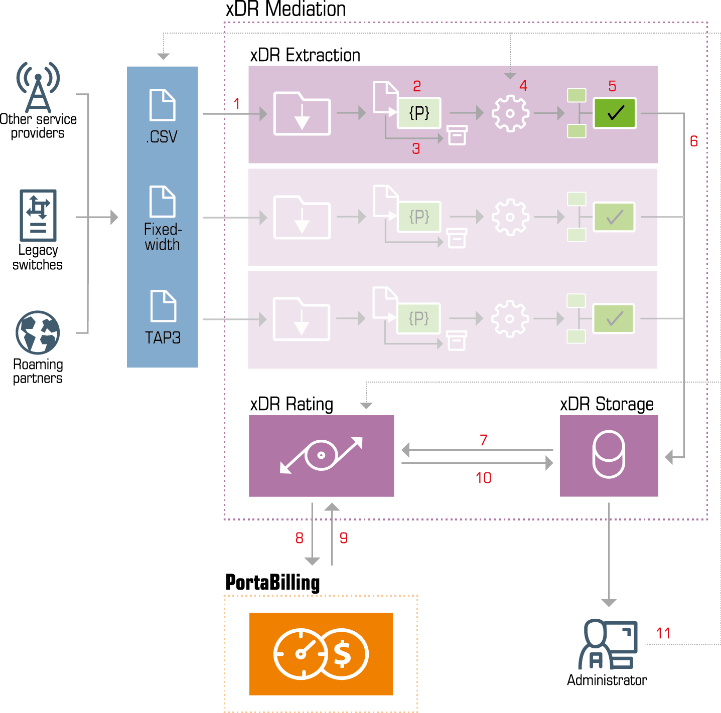 xDR Mediation
xDR Extraction
Other service
providers
.CSV
1
2
{P}
3
4
5
6
Legacy
switches
Fixed-
width
{P}
Roaming
partners
TAP3
{P}
xDR Rating
xDR Storage
7
10
8
9
PortaBilling
$
11
Administrator